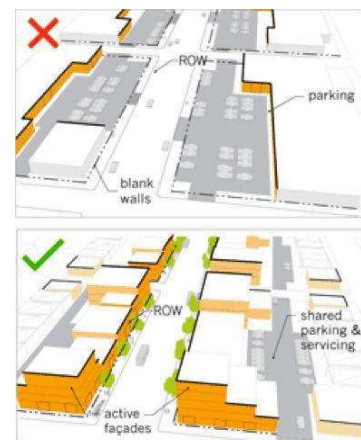 ROW
parking
blank
walls
ROW
shared
parking &
servicing
active
façades